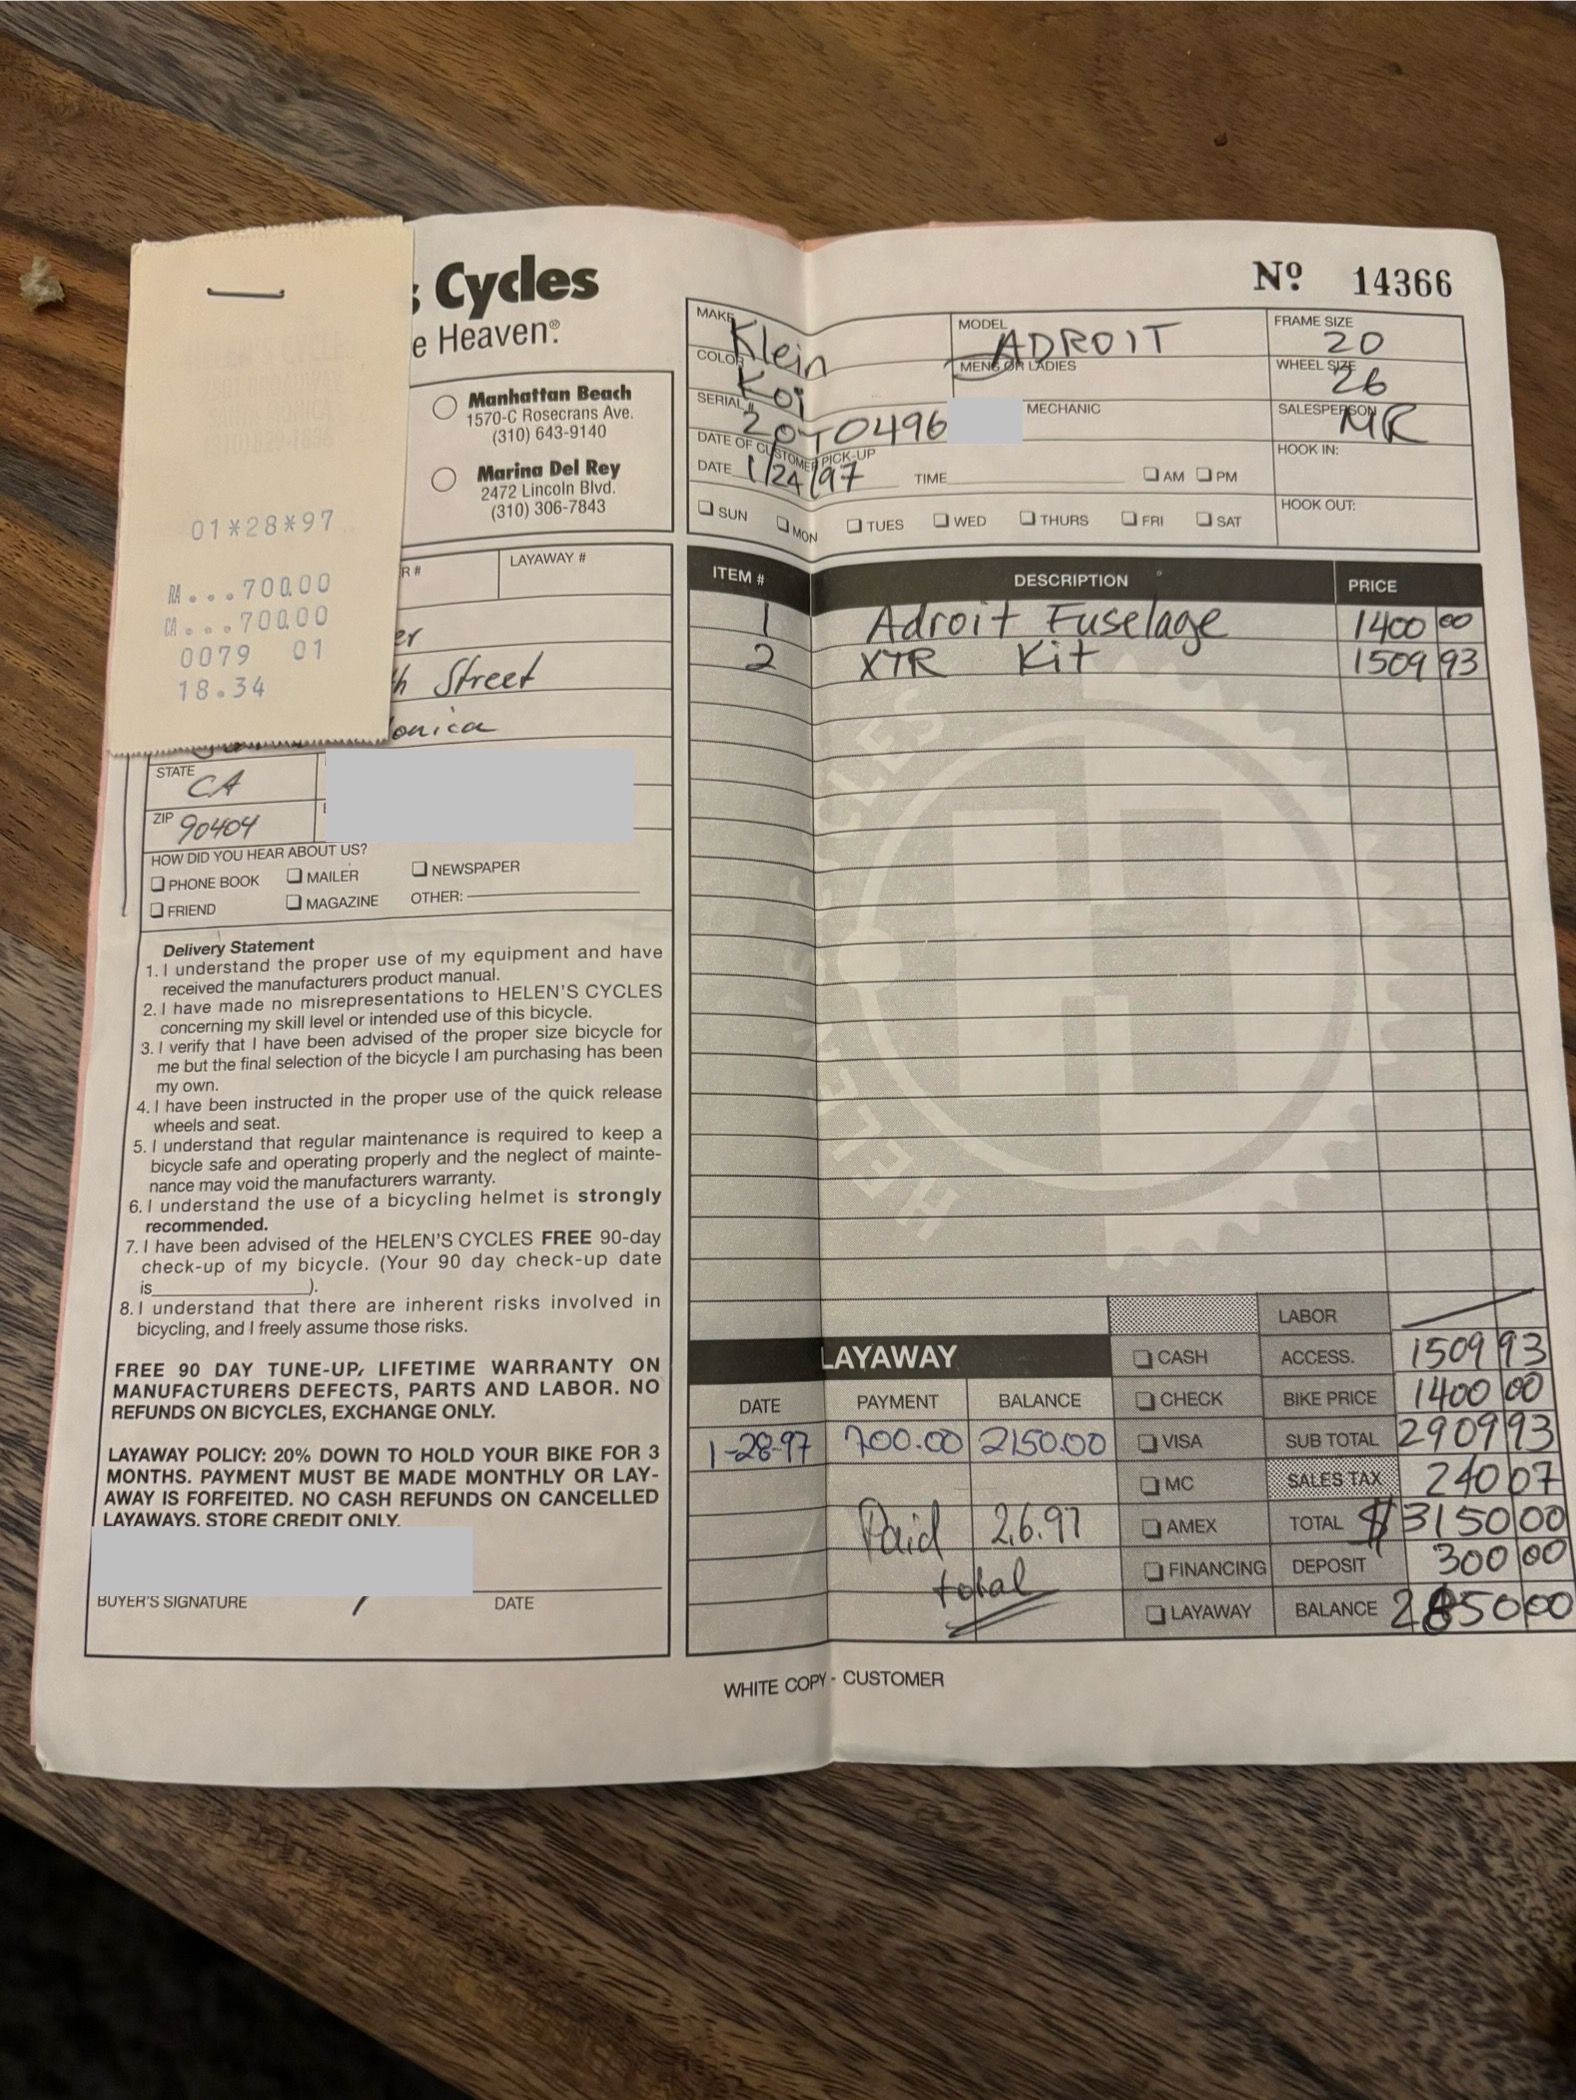 Cycles
e Heaven®
Nº 14366
Manhattan Beach
1570-C Rosecrans Ave.
(310) 643-9140
Marina Del Rey
2472 Lincoln Blvd.
(310) 306-7843
01*28*97
RA...700.00
CA...700.00
0079 01
18.34
R #
LAYAWAY #
er
h Street
onica
STATE
CA
ZIP 90404
HOW DID YOU HEAR ABOUT US?
PHONE BOOK MAILER NEWSPAPER
FRIEND MAGAZINE OTHER:
Delivery Statement
1. I understand the proper use of my equipment and have
received the manufacturers product manual.
2. I have made no misrepresentations to HELEN'S CYCLES
concerning my skill level or intended use of this bicycle.
3. I verify that I have been advised of the proper size bicycle for
me but the final selection of the bicycle I am purchasing has been
my own.
4. I have been instructed in the proper use of the quick release
wheels and seat.
5. I understand that regular maintenance is required to keep a
bicycle safe and operating properly and the neglect of mainte-
nance may void the manufacturers warranty.
6. I understand the use of a bicycling helmet is strongly
recommended.
7. I have been advised of the HELEN'S CYCLES FREE 90-day
check-up of my bicycle. (Your 90 day check-up date
is ).
8. I understand that there are inherent risks involved in
bicycling, and I freely assume those risks.
FREE 90 DAY TUNE-UP, LIFETIME WARRANTY ON
MANUFACTURERS DEFECTS, PARTS AND LABOR. NO
REFUNDS ON BICYCLES, EXCHANGE ONLY.
LAYAWAY POLICY: 20% DOWN TO HOLD YOUR BIKE FOR 3
MONTHS. PAYMENT MUST BE MADE MONTHLY OR LAY-
AWAY IS FORFEITED. NO CASH REFUNDS ON CANCELLED
LAYAWAYS. STORE CREDIT ONLY.
BUYER'S SIGNATURE DATE
MAKE Klein MODEL ADROIT FRAME SIZE 20
COLOR Koi MENS OR LADIES WHEEL SIZE 26
SERIAL # 20T0496 MECHANIC SALESPERSON MR
DATE OF CUSTOMER PICK-UP HOOK IN:
DATE 1/24/97 TIME AM PM
SUN MON TUES WED THURS FRI SAT HOOK OUT:
ITEM # DESCRIPTION PRICE
1 Adroit Fuselage 1400 00
2 XTR Kit 1509 93
HELEN'S CYCLES
LABOR
LAYAWAY CASH ACCESS. 1509 93
DATE PAYMENT BALANCE CHECK BIKE PRICE 1400 00
1-28-97 700.00 2150.00 VISA SUB TOTAL 2909 93
MC SALES TAX 240 07
Paid 2.6.97 AMEX TOTAL $3150 00
total FINANCING DEPOSIT 300 00
LAYAWAY BALANCE 2850 00
WHITE COPY - CUSTOMER